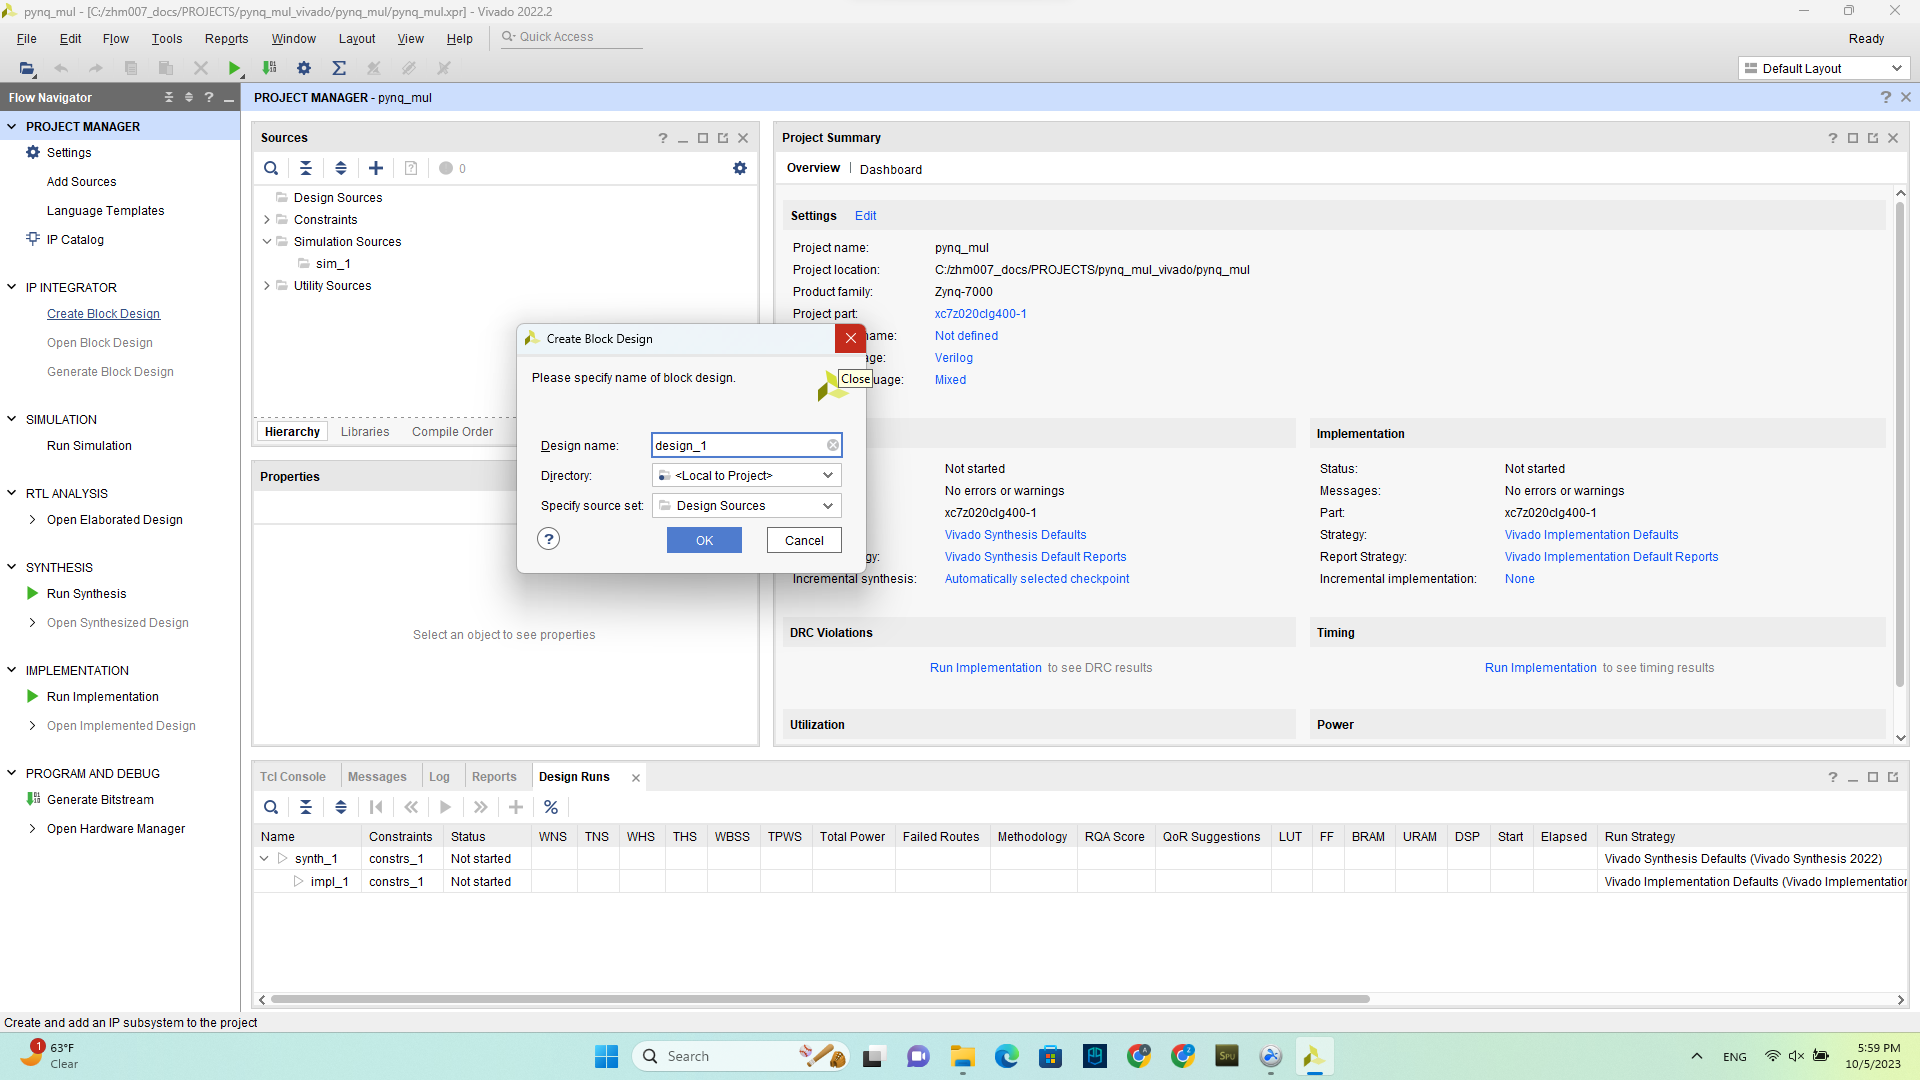 pynq_mul - [C:/zhm007_docs/PROJECTS/pynq_mul_vivado/pynq_mul/pynq_mul.xpr] - Vivado 2022.2
File Edit Flow Tools Reports Window Layout View Help Quick Access Ready
Default Layout
Flow Navigator
PROJECT MANAGER
Settings
Add Sources
Language Templates
IP Catalog
IP INTEGRATOR
Create Block Design
Open Block Design
Generate Block Design
SIMULATION
Run Simulation
RTL ANALYSIS
Open Elaborated Design
SYNTHESIS
Run Synthesis
Open Synthesized Design
IMPLEMENTATION
Run Implementation
Open Implemented Design
PROGRAM AND DEBUG
Generate Bitstream
Open Hardware Manager
PROJECT MANAGER - pynq_mul
Sources
0
Design Sources
Constraints
Simulation Sources
sim_1
Utility Sources
Hierarchy Libraries Compile Order
Properties
Select an object to see properties
Create Block Design
Close
Please specify name of block design.
Design name: design_1
Directory: <Local to Project>
Specify source set: Design Sources
OK Cancel
Project Summary
Overview Dashboard
Settings Edit
Project name: pynq_mul
Project location: C:/zhm007_docs/PROJECTS/pynq_mul_vivado/pynq_mul
Product family: Zynq-7000
Project part: xc7z020clg400-1
name: Not defined
age: Verilog
uage: Mixed
Not started
No errors or warnings
xc7z020clg400-1
Vivado Synthesis Defaults
gy: Vivado Synthesis Default Reports
Incremental synthesis: Automatically selected checkpoint
Implementation
Status: Not started
Messages: No errors or warnings
Part: xc7z020clg400-1
Strategy: Vivado Implementation Defaults
Report Strategy: Vivado Implementation Default Reports
Incremental implementation: None
DRC Violations
Run Implementation to see DRC results
Timing
Run Implementation to see timing results
Utilization
Power
Tcl Console Messages Log Reports Design Runs
Name Constraints Status WNS TNS WHS THS WBSS TPWS Total Power Failed Routes Methodology RQA Score QoR Suggestions LUT FF BRAM URAM DSP Start Elapsed Run Strategy
synth_1 constrs_1 Not started Vivado Synthesis Defaults (Vivado Synthesis 2022)
impl_1 constrs_1 Not started Vivado Implementation Defaults (Vivado Implementation
Create and add an IP subsystem to the project
1
63°F
Clear
Search
SPU
ENG
5:59 PM
10/5/2023